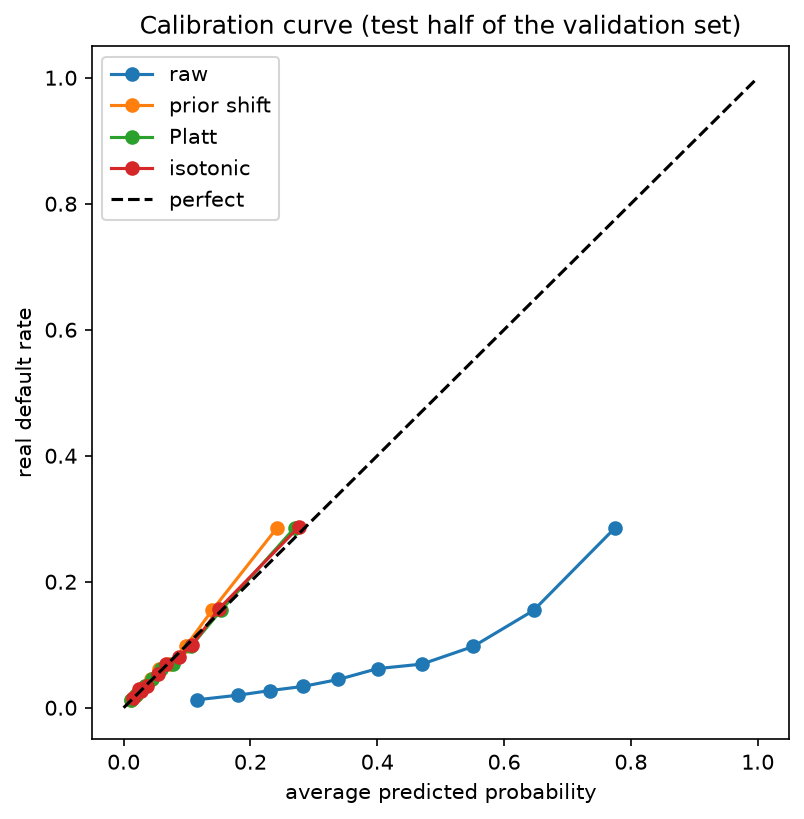 Calibration curve (test half of the validation set)
raw
prior shift
Platt
isotonic
perfect
1.0
0.8
0.6
0.4
0.2
0.0
real default rate
0.0 0.2 0.4 0.6 0.8 1.0
average predicted probability